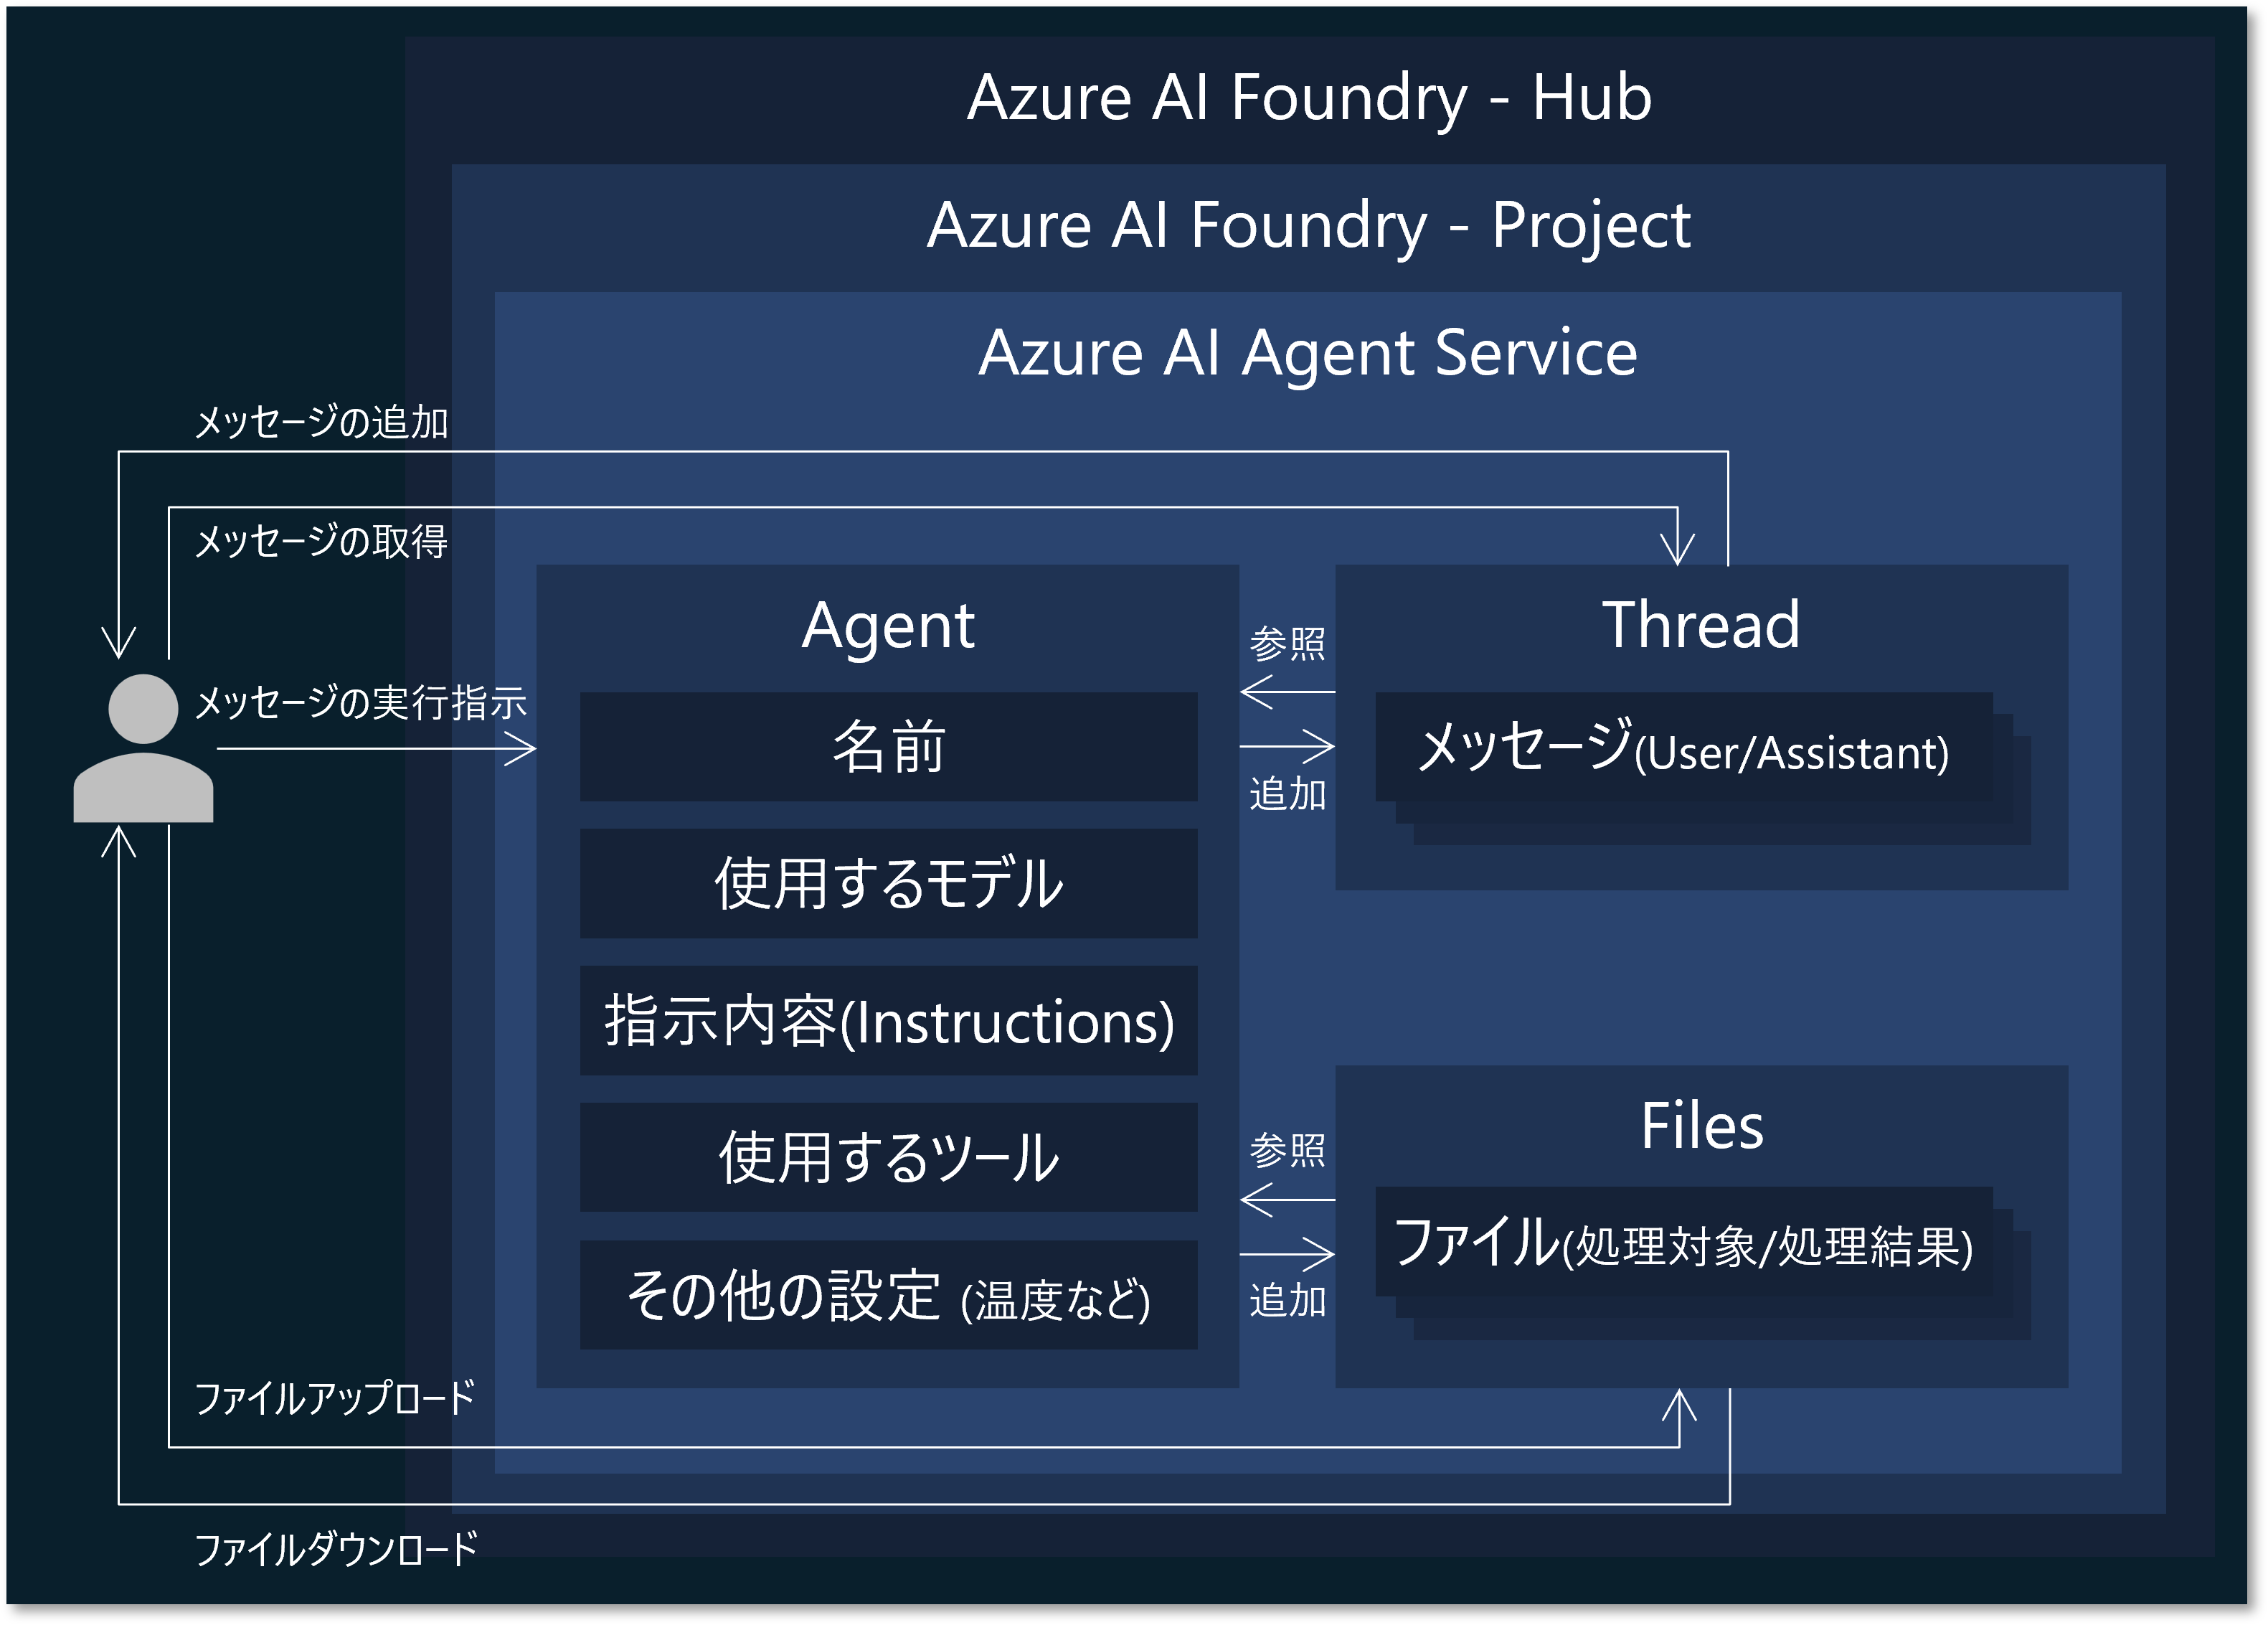 Azure AI Foundry - Hub
Azure AI Foundry - Project
Azure AI Agent Service
メッセージの追加
メッセージの取得
メッセージの実行指示
Agent
名前
使用するモデル
指示内容(Instructions)
使用するツール
その他の設定 (温度など)
参照
追加
Thread
メッセージ(User/Assistant)
参照
追加
Files
ファイル(処理対象/処理結果)
ファイルアップロード
ファイルダウンロード